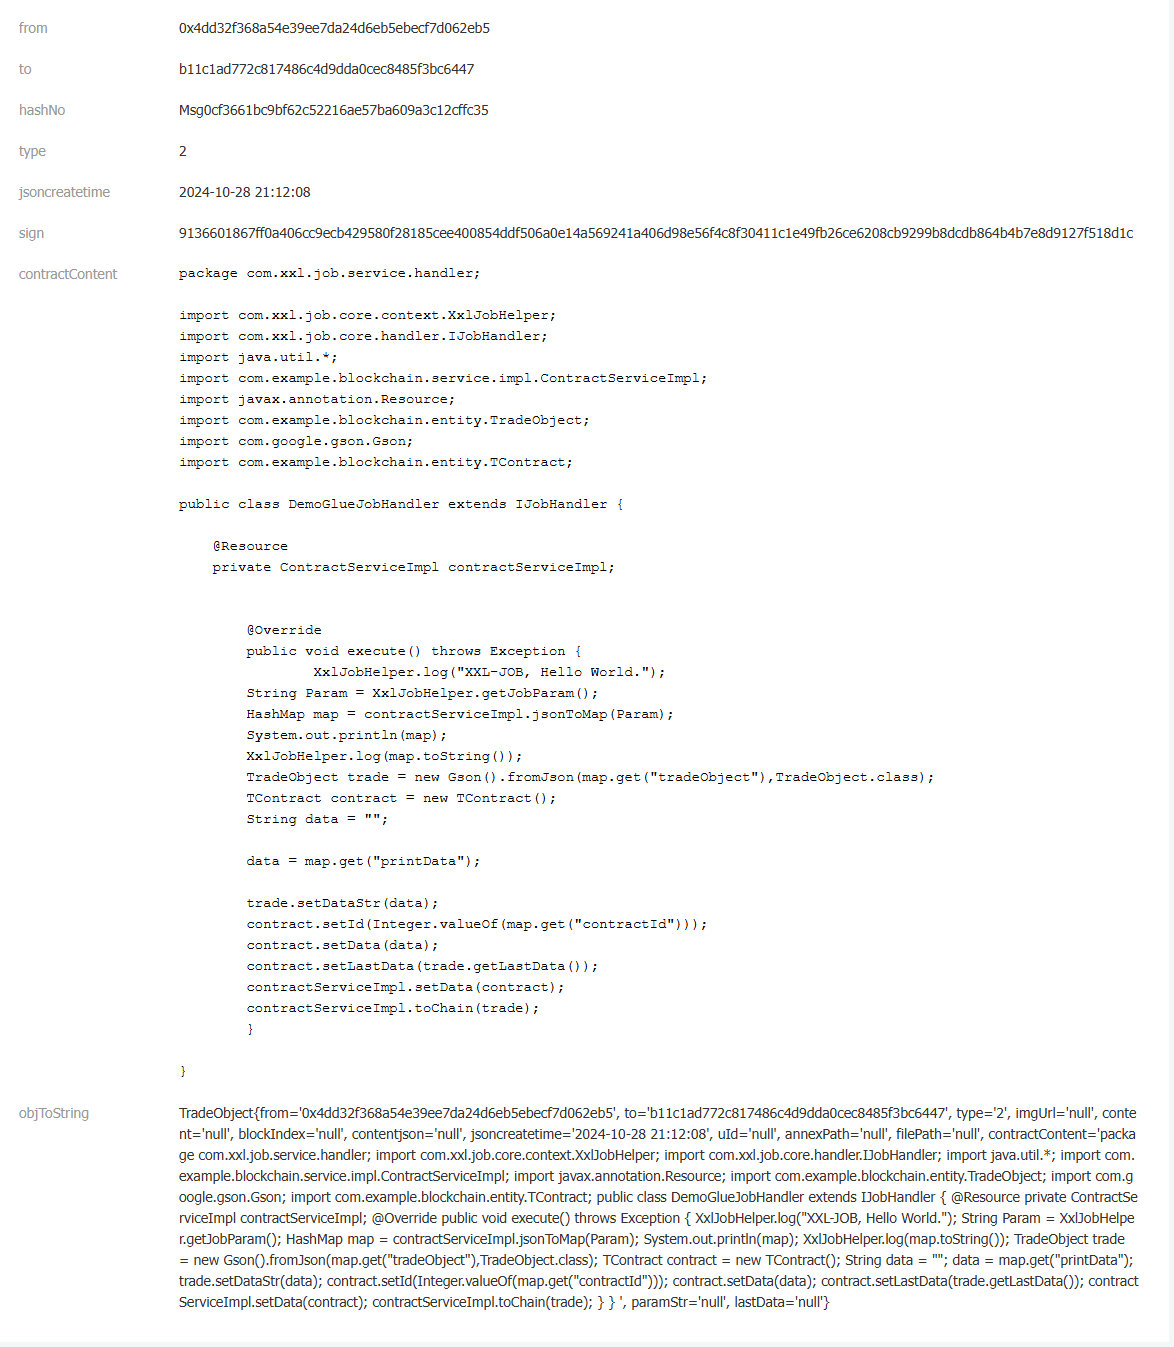 from 0x4dd32f368a54e39ee7da24d6eb5ebecf7d062eb5
to b11c1ad772c817486c4d9dda0cec8485f3bc6447
hashNo Msg0cf3661bc9bf62c52216ae57ba609a3c12cffc35
type 2
jsoncreatetime 2024-10-28 21:12:08
sign 9136601867ff0a406cc9ecb429580f28185cee400854ddf506a0e14a569241a406d98e56f4c8f30411c1e49fb26ce6208cb9299b8dcdb864b4b7e8d9127f518d1c
contractContent package com.xxl.job.service.handler;
import com.xxl.job.core.context.XxlJobHelper;
import com.xxl.job.core.handler.IJobHandler;
import java.util.*;
import com.example.blockchain.service.impl.ContractServiceImpl;
import javax.annotation.Resource;
import com.example.blockchain.entity.TradeObject;
import com.google.gson.Gson;
import com.example.blockchain.entity.TContract;
public class DemoGlueJobHandler extends IJobHandler {
@Resource
private ContractServiceImpl contractServiceImpl;
@Override
public void execute() throws Exception {
XxlJobHelper.log("XXL-JOB, Hello World.");
String Param = XxlJobHelper.getJobParam();
HashMap map = contractServiceImpl.jsonToMap(Param);
System.out.println(map);
XxlJobHelper.log(map.toString());
TradeObject trade = new Gson().fromJson(map.get("tradeObject"),TradeObject.class);
TContract contract = new TContract();
String data = "";
data = map.get("printData");
trade.setDataStr(data);
contract.setId(Integer.valueOf(map.get("contractId")));
contract.setData(data);
contract.setLastData(trade.getLastData());
contractServiceImpl.setData(contract);
contractServiceImpl.toChain(trade);
}
}
objToString TradeObject{from='0x4dd32f368a54e39ee7da24d6eb5ebecf7d062eb5', to='b11c1ad772c817486c4d9dda0cec8485f3bc6447', type='2', imgUrl='null', conte
nt='null', blockIndex='null', contentjson='null', jsoncreatetime='2024-10-28 21:12:08', uId='null', annexPath='null', filePath='null', contractContent='packa
ge com.xxl.job.service.handler; import com.xxl.job.core.context.XxlJobHelper; import com.xxl.job.core.handler.IJobHandler; import java.util.*; import com.
example.blockchain.service.impl.ContractServiceImpl; import javax.annotation.Resource; import com.example.blockchain.entity.TradeObject; import com.g
oogle.gson.Gson; import com.example.blockchain.entity.TContract; public class DemoGlueJobHandler extends IJobHandler { @Resource private ContractSe
rviceImpl contractServiceImpl; @Override public void execute() throws Exception { XxlJobHelper.log("XXL-JOB, Hello World."); String Param = XxlJobHelpe
r.getJobParam(); HashMap map = contractServiceImpl.jsonToMap(Param); System.out.println(map); XxlJobHelper.log(map.toString()); TradeObject trade
= new Gson().fromJson(map.get("tradeObject"),TradeObject.class); TContract contract = new TContract(); String data = ""; data = map.get("printData");
trade.setDataStr(data); contract.setId(Integer.valueOf(map.get("contractId"))); contract.setData(data); contract.setLastData(trade.getLastData()); contract
ServiceImpl.setData(contract); contractServiceImpl.toChain(trade); } } ', paramStr='null', lastData='null'}